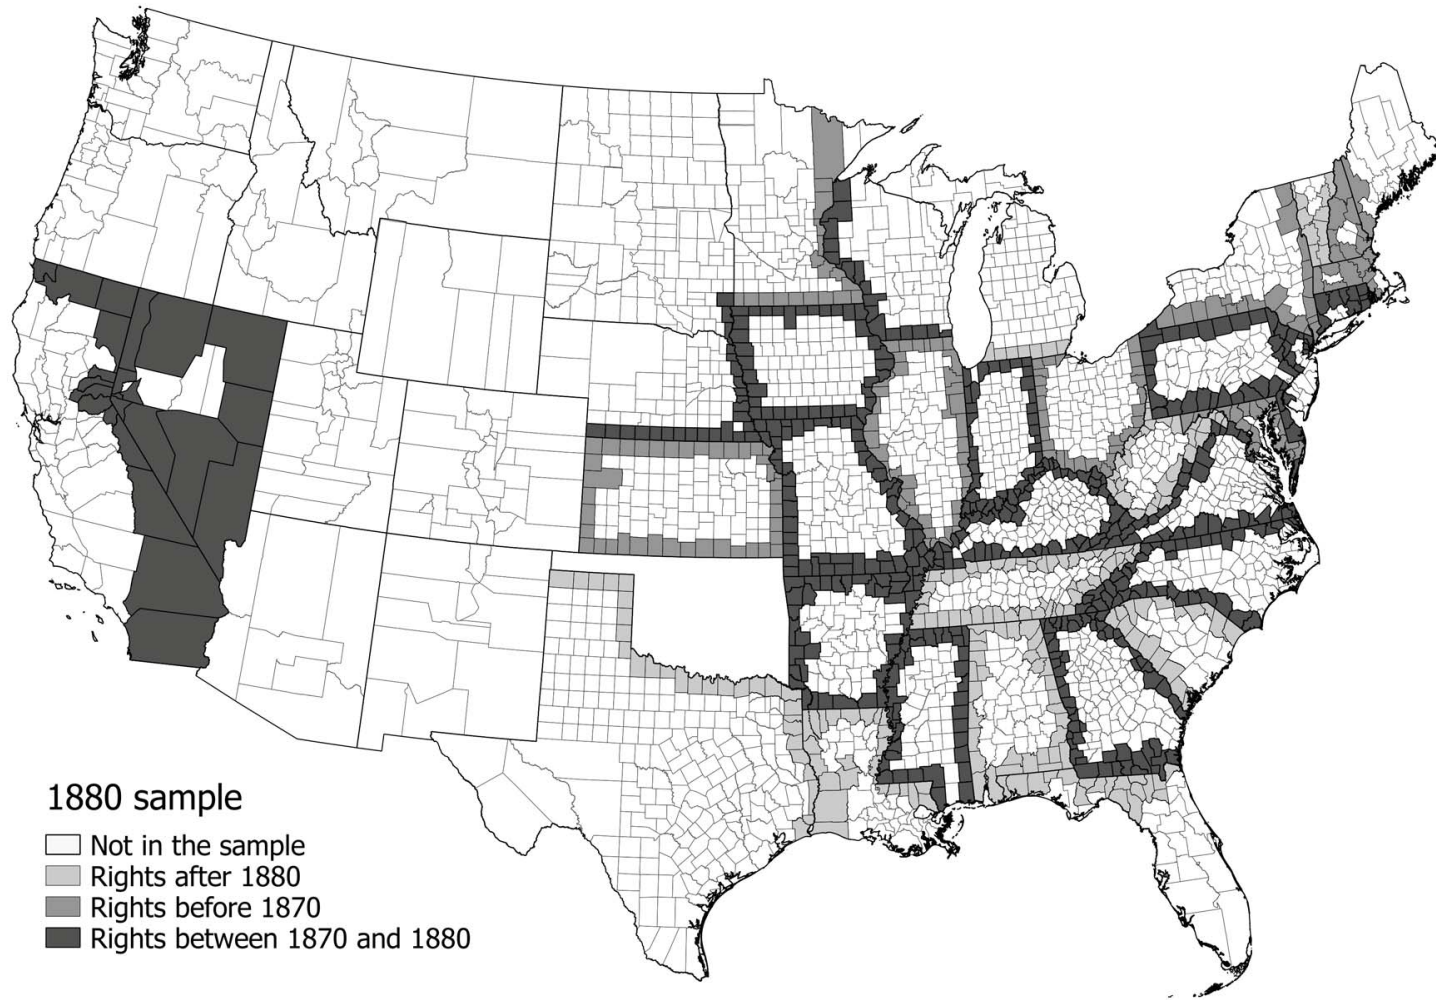 1880 sample
Not in the sample
Rights after 1880
Rights before 1870
Rights between 1870 and 1880